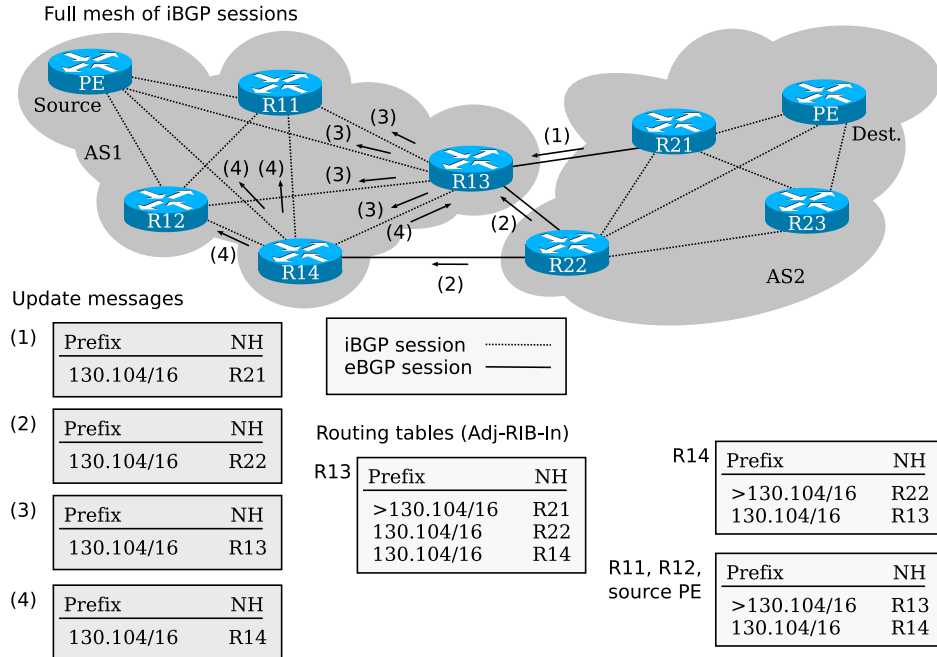 Full mesh of iBGP sessions
PE
Source
R11
AS1
R12
R14
R13
(3)
(3)
(3)
(3)
(4)
(4)
(4)
(4)
(1)
(2)
(2)
R21
PE
Dest.
R23
R22
AS2
Update messages
(1)
Prefix NH
130.104/16 R21
(2)
Prefix NH
130.104/16 R22
(3)
Prefix NH
130.104/16 R13
(4)
Prefix NH
130.104/16 R14
iBGP session
eBGP session
Routing tables (Adj-RIB-In)
R13
Prefix NH
>130.104/16 R21
130.104/16 R22
130.104/16 R14
R14
Prefix NH
>130.104/16 R22
130.104/16 R13
R11, R12,
source PE
Prefix NH
>130.104/16 R13
130.104/16 R14